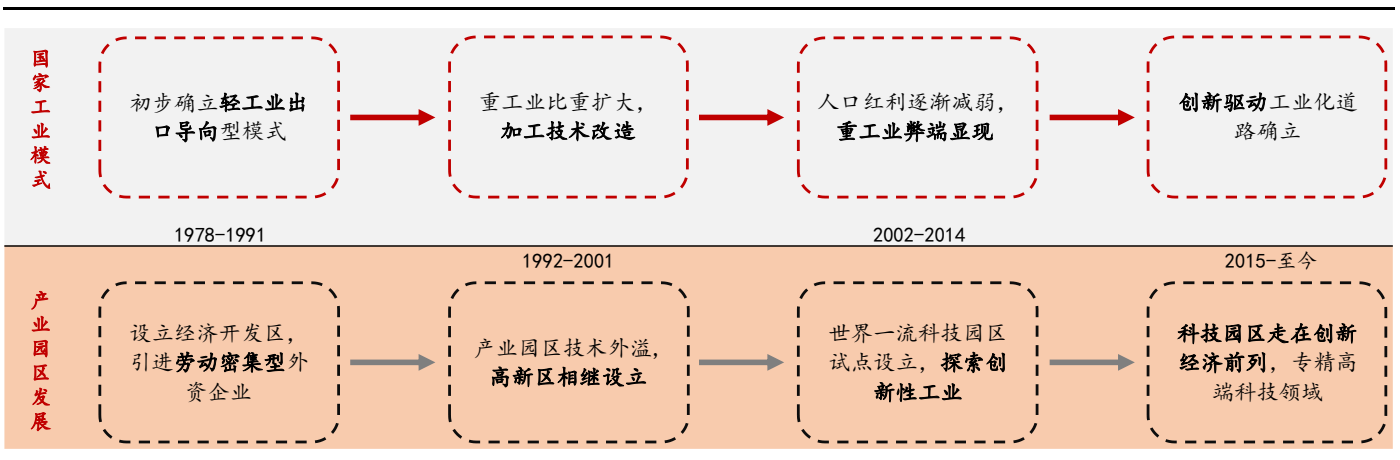 国家工业模式
初步确立轻工业出
口导向型模式
重工业比重扩大，
加工技术改造
人口红利逐渐减弱，
重工业弊端显现
创新驱动工业化道
路确立
1978-1991
1992-2001
2002-2014
2015-至今
产业园区发展
设立经济开发区，
引进劳动密集型外
资企业
产业园区技术外溢，
高新区相继设立
世界一流科技园区
试点设立，探索创
新性工业
科技园区走在创新
经济前列，专精高
端科技领域